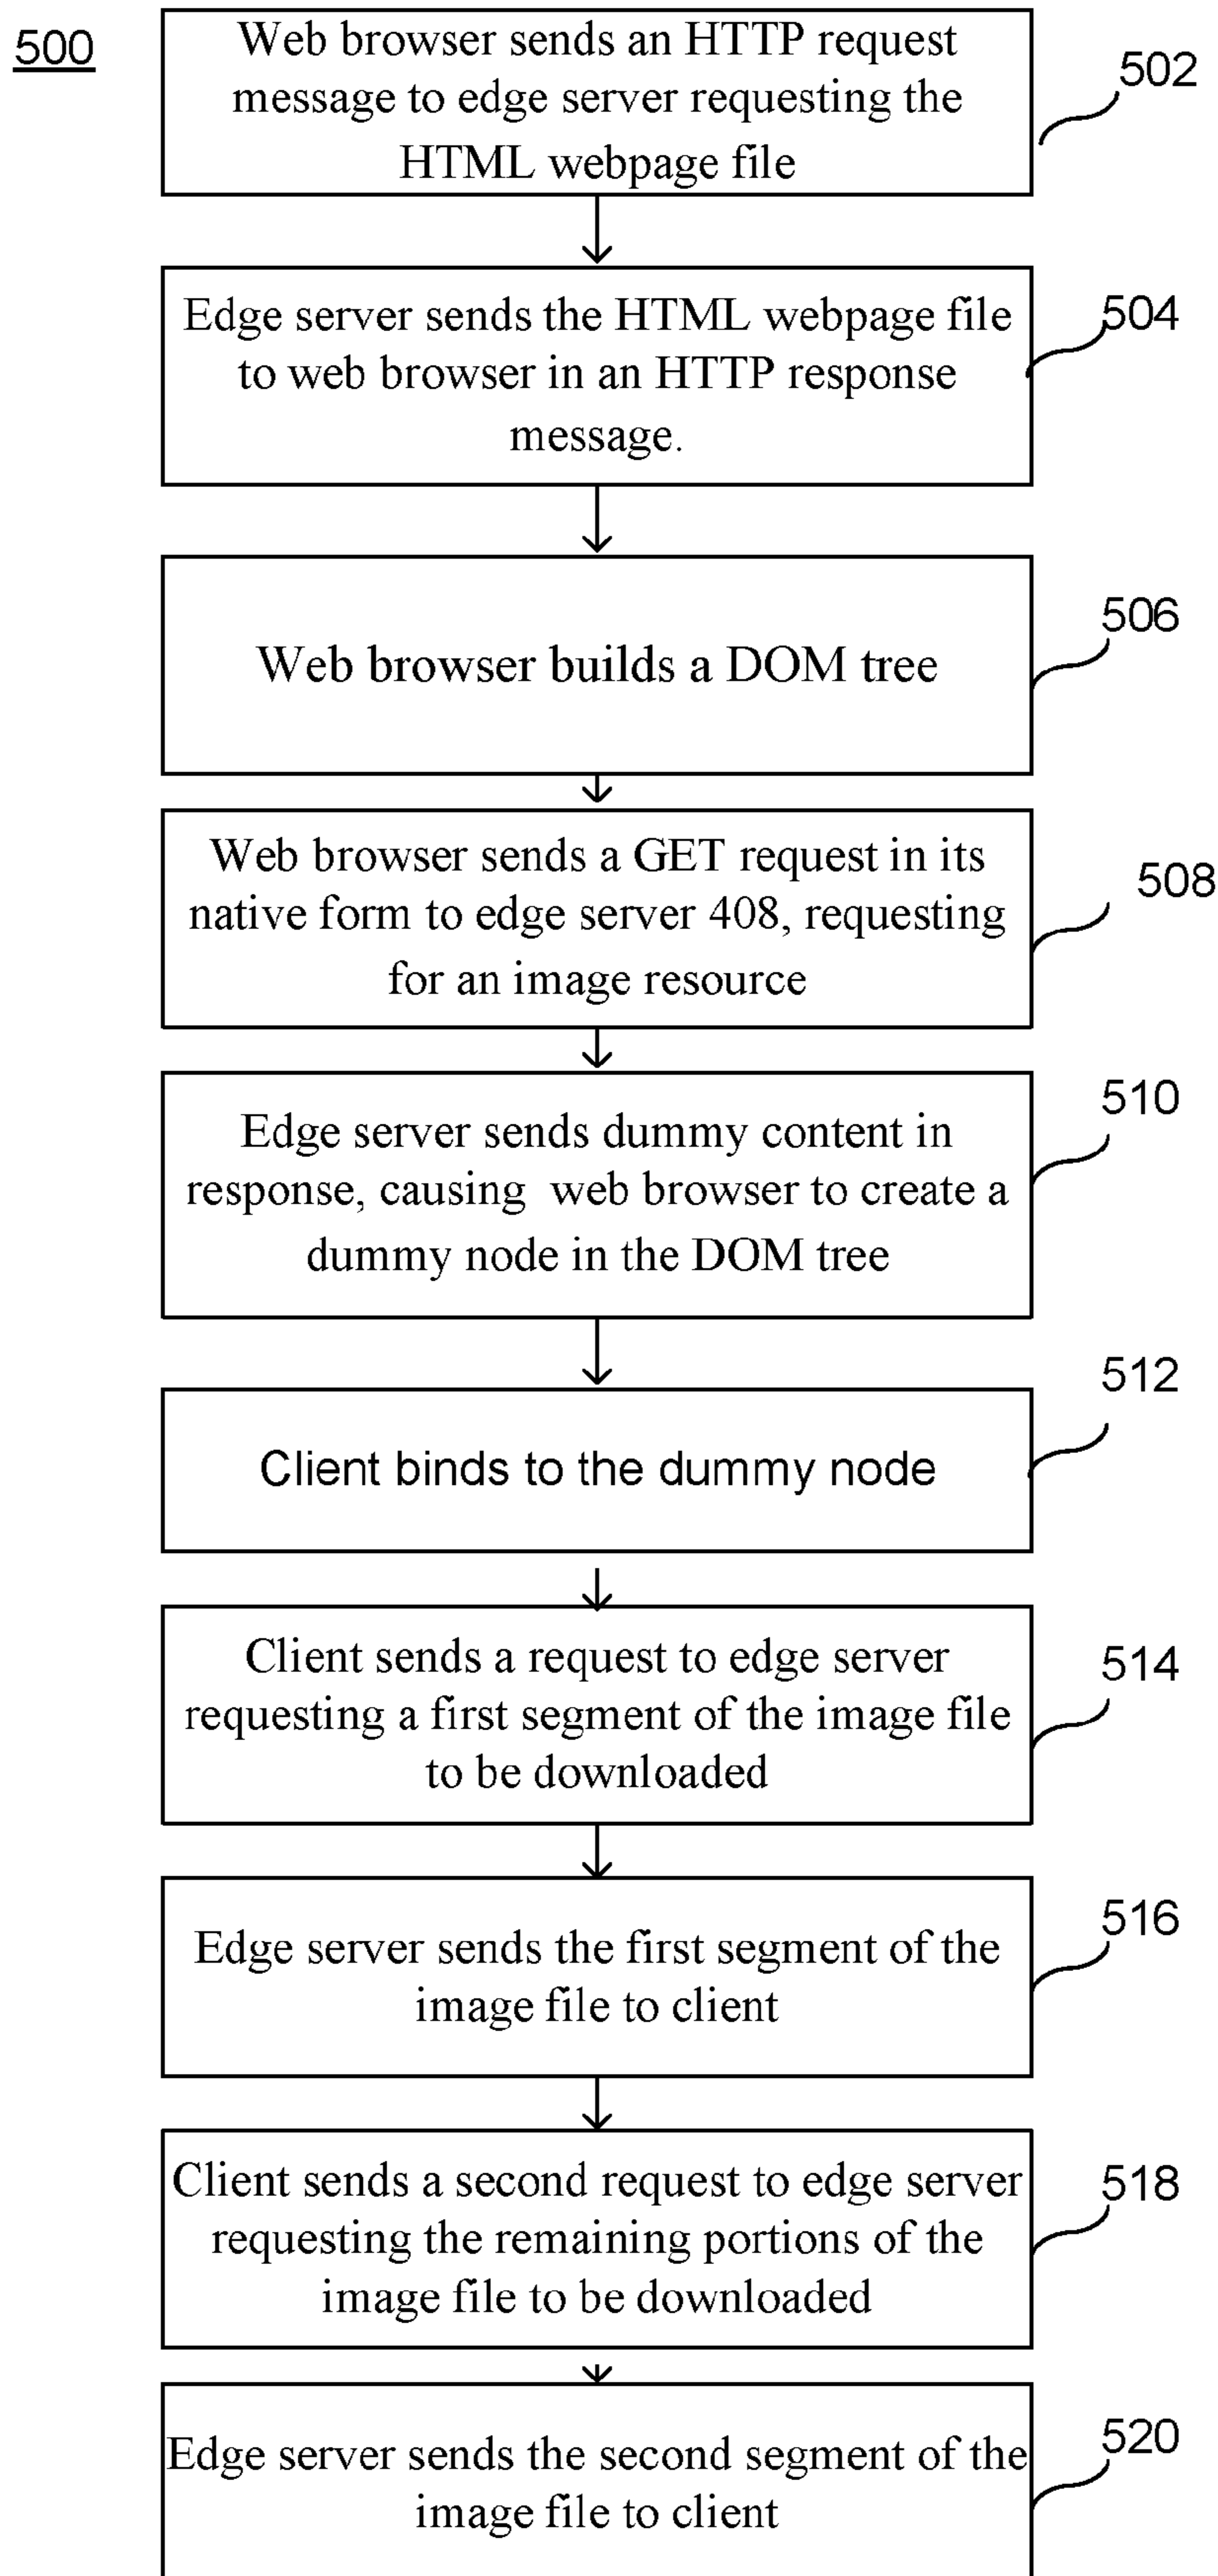 500
Web browser sends an HTTP request
message to edge server requesting the
HTML webpage file
502
Edge server sends the HTML webpage file
to web browser in an HTTP response
message.
504
Web browser builds a DOM tree
506
Web browser sends a GET request in its
native form to edge server 408, requesting
for an image resource
508
Edge server sends dummy content in
response, causing web browser to create a
dummy node in the DOM tree
510
Client binds to the dummy node
512
Client sends a request to edge server
requesting a first segment of the image file
to be downloaded
514
Edge server sends the first segment of the
image file to client
516
Client sends a second request to edge server
requesting the remaining portions of the
image file to be downloaded
518
Edge server sends the second segment of the
image file to client
520